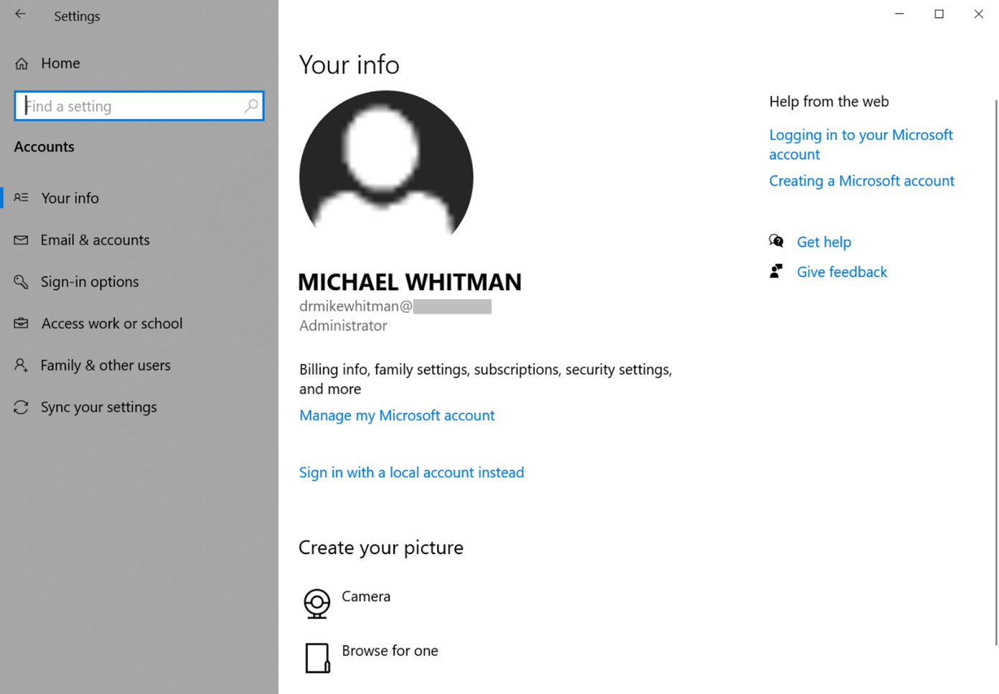 Settings
Home
Find a setting
Accounts
Your info
Email & accounts
Sign-in options
Access work or school
Family & other users
Sync your settings
Your info
MICHAEL WHITMAN
drmikewhitman@
Administrator
Billing info, family settings, subscriptions, security settings,
and more
Manage my Microsoft account
Sign in with a local account instead
Create your picture
Camera
Browse for one
Help from the web
Logging in to your Microsoft
account
Creating a Microsoft account
Get help
Give feedback